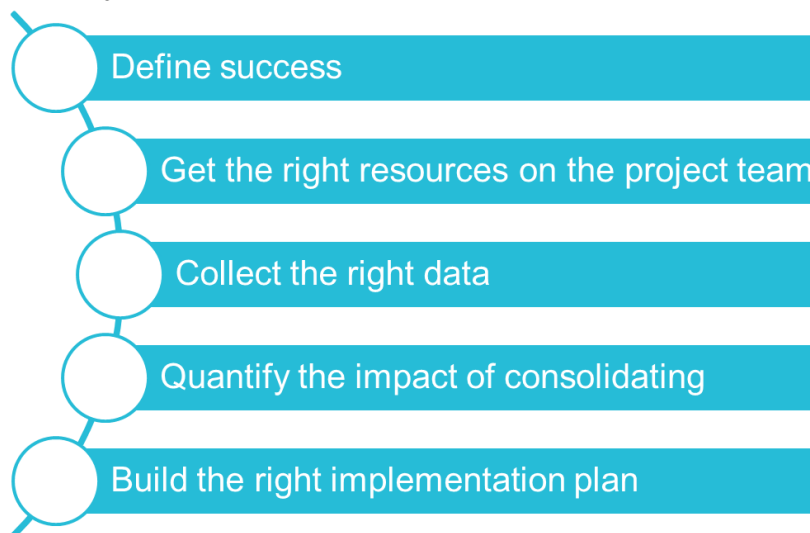 Define success
Get the right resources on the project team
Collect the right data
Quantify the impact of consolidating
Build the right implementation plan